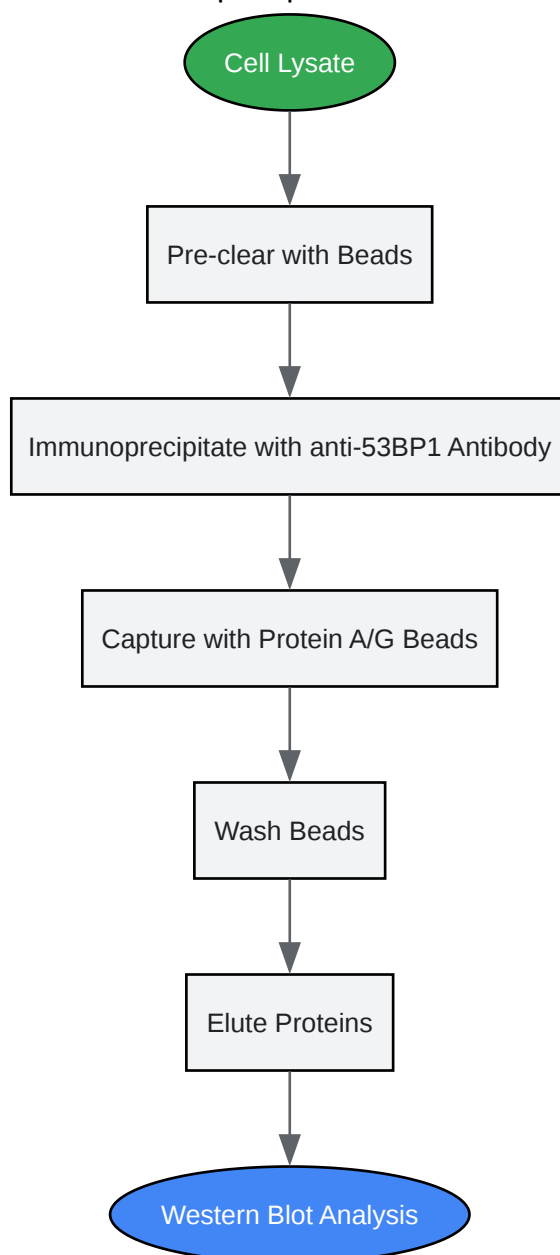 Cell Lysate
Pre-clear with Beads
Immunoprecipitate with anti-53BP1 Antibody
Capture with Protein A/G Beads
Wash Beads
Elute Proteins
Western Blot Analysis